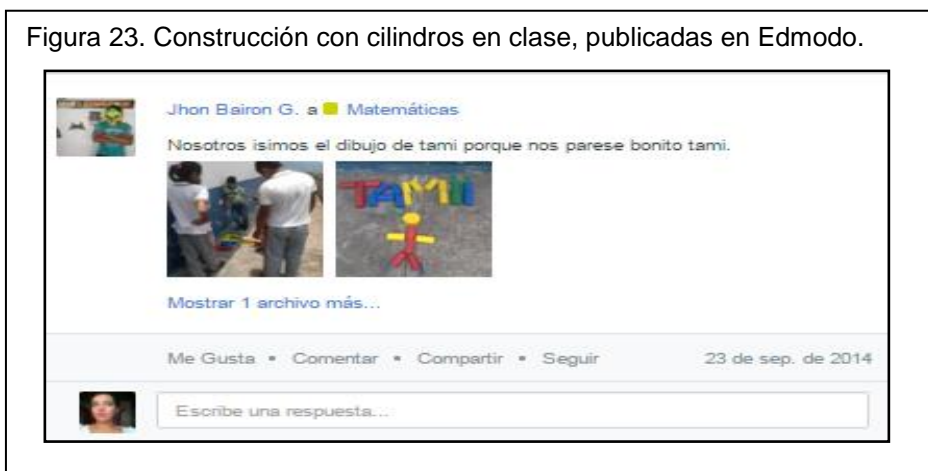 Figura 23. Construcción con cilindros en clase, publicadas en Edmodo.
Jhon Bairon G. a Matemáticas
Nosotros isimos el dibujo de tami porque nos parese bonito tami.
TAMII
Mostrar 1 archivo más...
Me Gusta • Comentar • Compartir • Seguir 23 de sep. de 2014
Escribe una respuesta...